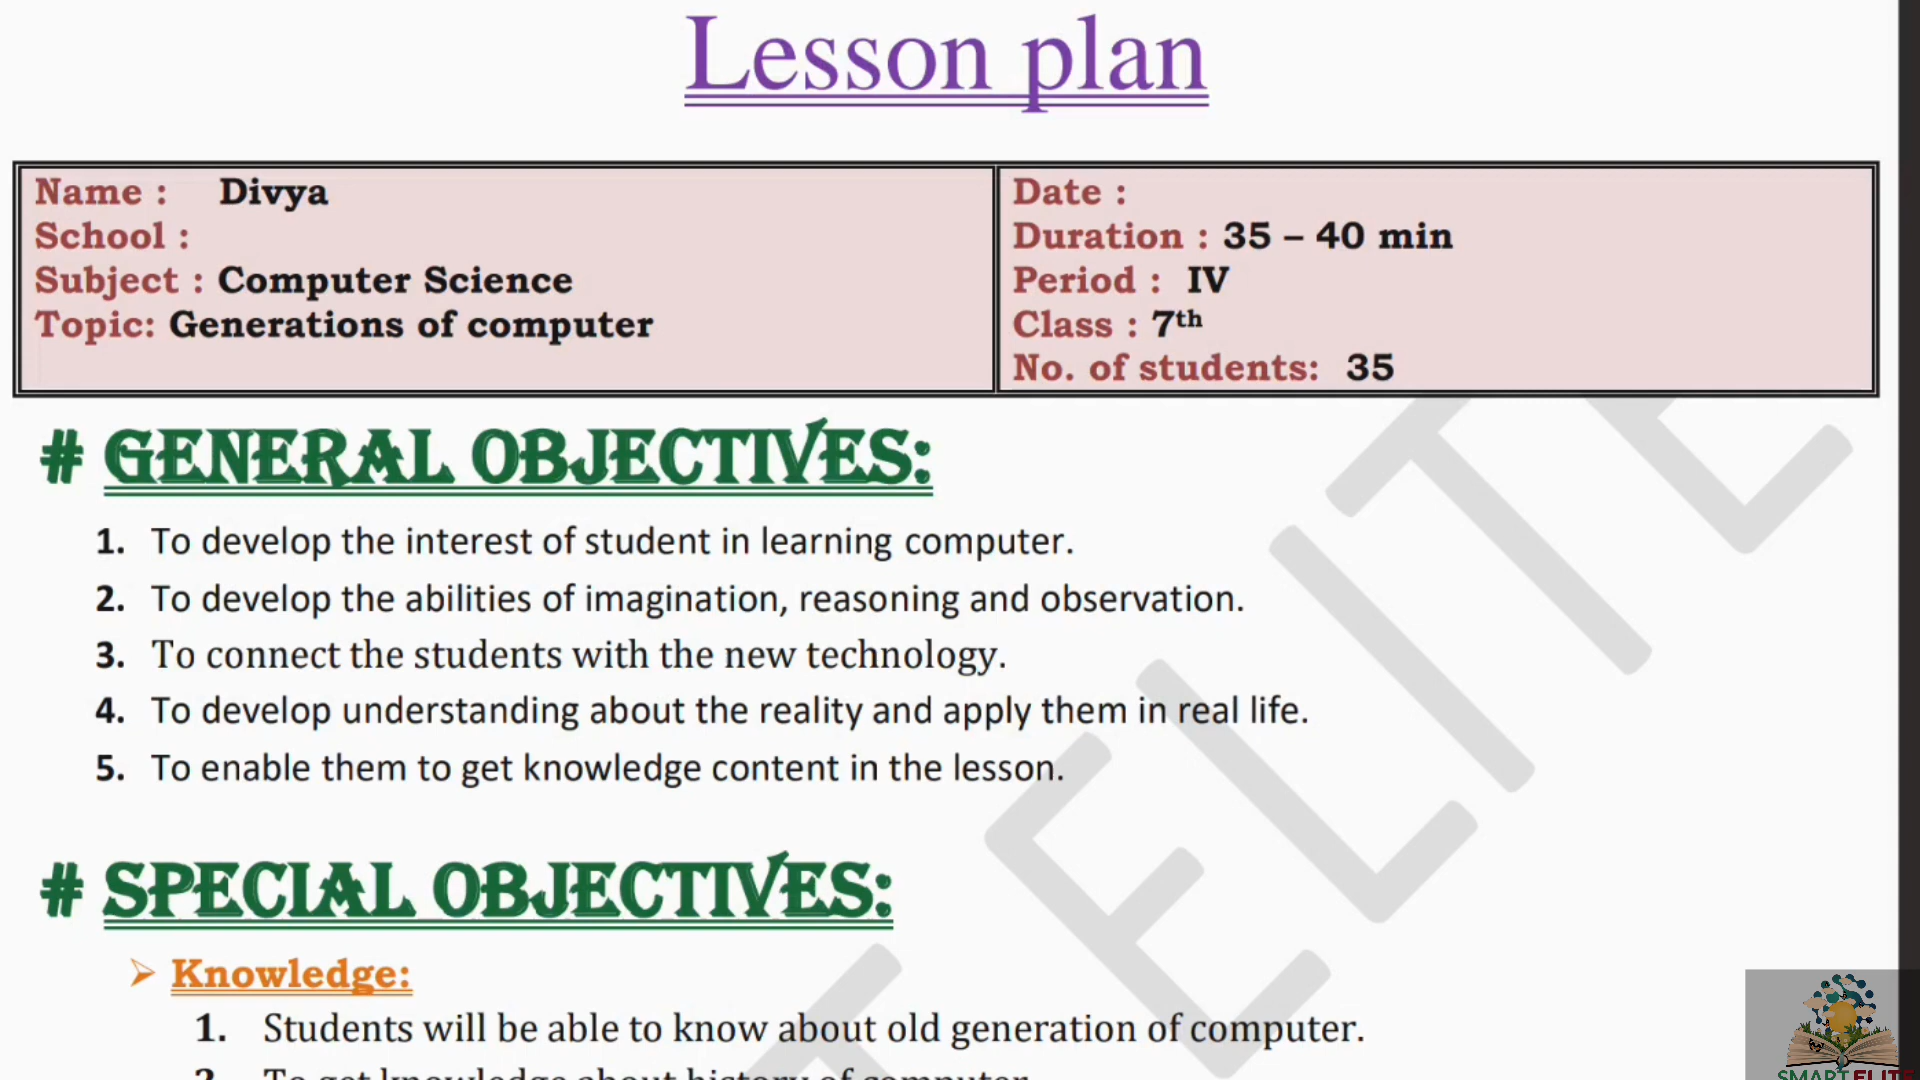 Lesson plan
Name : Divya
School :
Subject : Computer Science
Topic: Generations of computer
Date :
Duration : 35 – 40 min
Period : IV
Class : 7th
No. of students: 35
# GENERAL OBJECTIVES:
1. To develop the interest of student in learning computer.
2. To develop the abilities of imagination, reasoning and observation.
3. To connect the students with the new technology.
4. To develop understanding about the reality and apply them in real life.
5. To enable them to get knowledge content in the lesson.
# SPECIAL OBJECTIVES:
➢ Knowledge:
1. Students will be able to know about old generation of computer.
2. To get knowledge about history of computer.
T ELITE
SMART ELITE